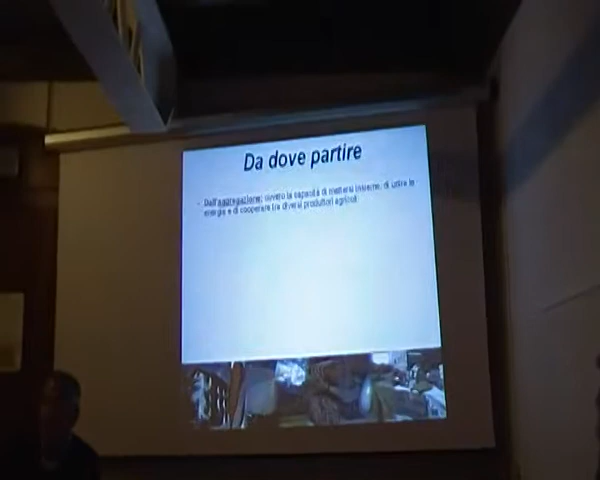 Da dove partire
- Dall'aggregazione: ovvero la capacità di mettersi insieme, di unire le
energie e di cooperare tra diversi produttori agricoli